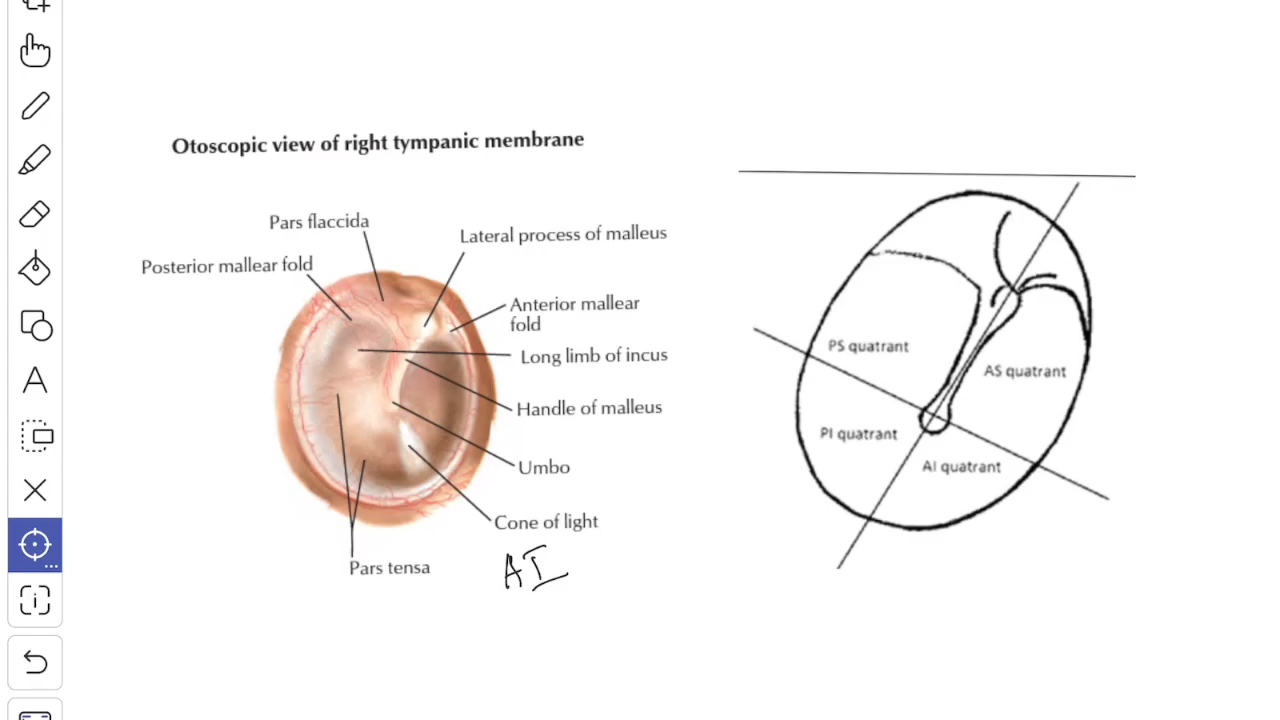 Otoscopic view of right tympanic membrane
Pars flaccida
Lateral process of malleus
Posterior mallear fold
Anterior mallear
fold
Long limb of incus
Handle of malleus
Umbo
Cone of light
Pars tensa
AI
PS quatrant
AS quatrant
PI quatrant
AI quatrant
A